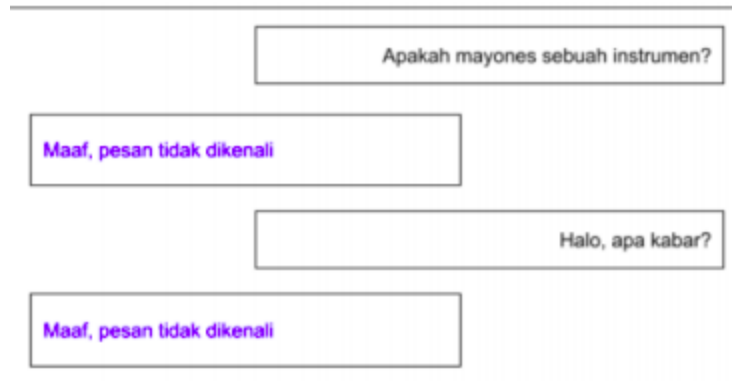 Apakah mayones sebuah instrumen?
Maaf, pesan tidak dikenali
Halo, apa kabar?
Maaf, pesan tidak dikenali